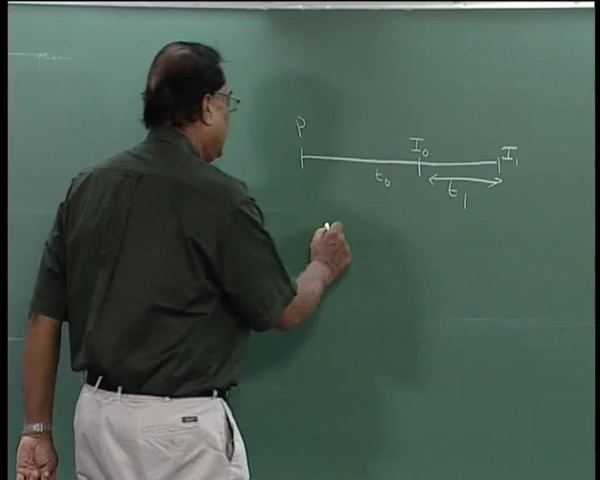 P
I₀ I₁
t₀ t₁